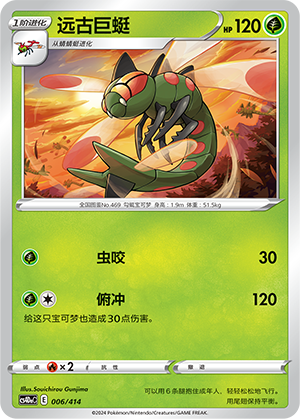 1阶进化
远古巨蜓
HP 120
从蜻蜻蜓进化
全国图鉴No.469 勾蜓宝可梦 身高：1.9m 体重：51.5kg
虫咬 30
俯冲 120
给这只宝可梦也造成30点伤害。
弱点 ×2 抗性 撤退
Illus.Souichirou Gunjima
E 006/414
可以用6条腿抱住成年人，轻轻松松地飞行。
用尾翅保持平衡。
©2024 Pokémon/Nintendo/Creatures/GAME FREAK.